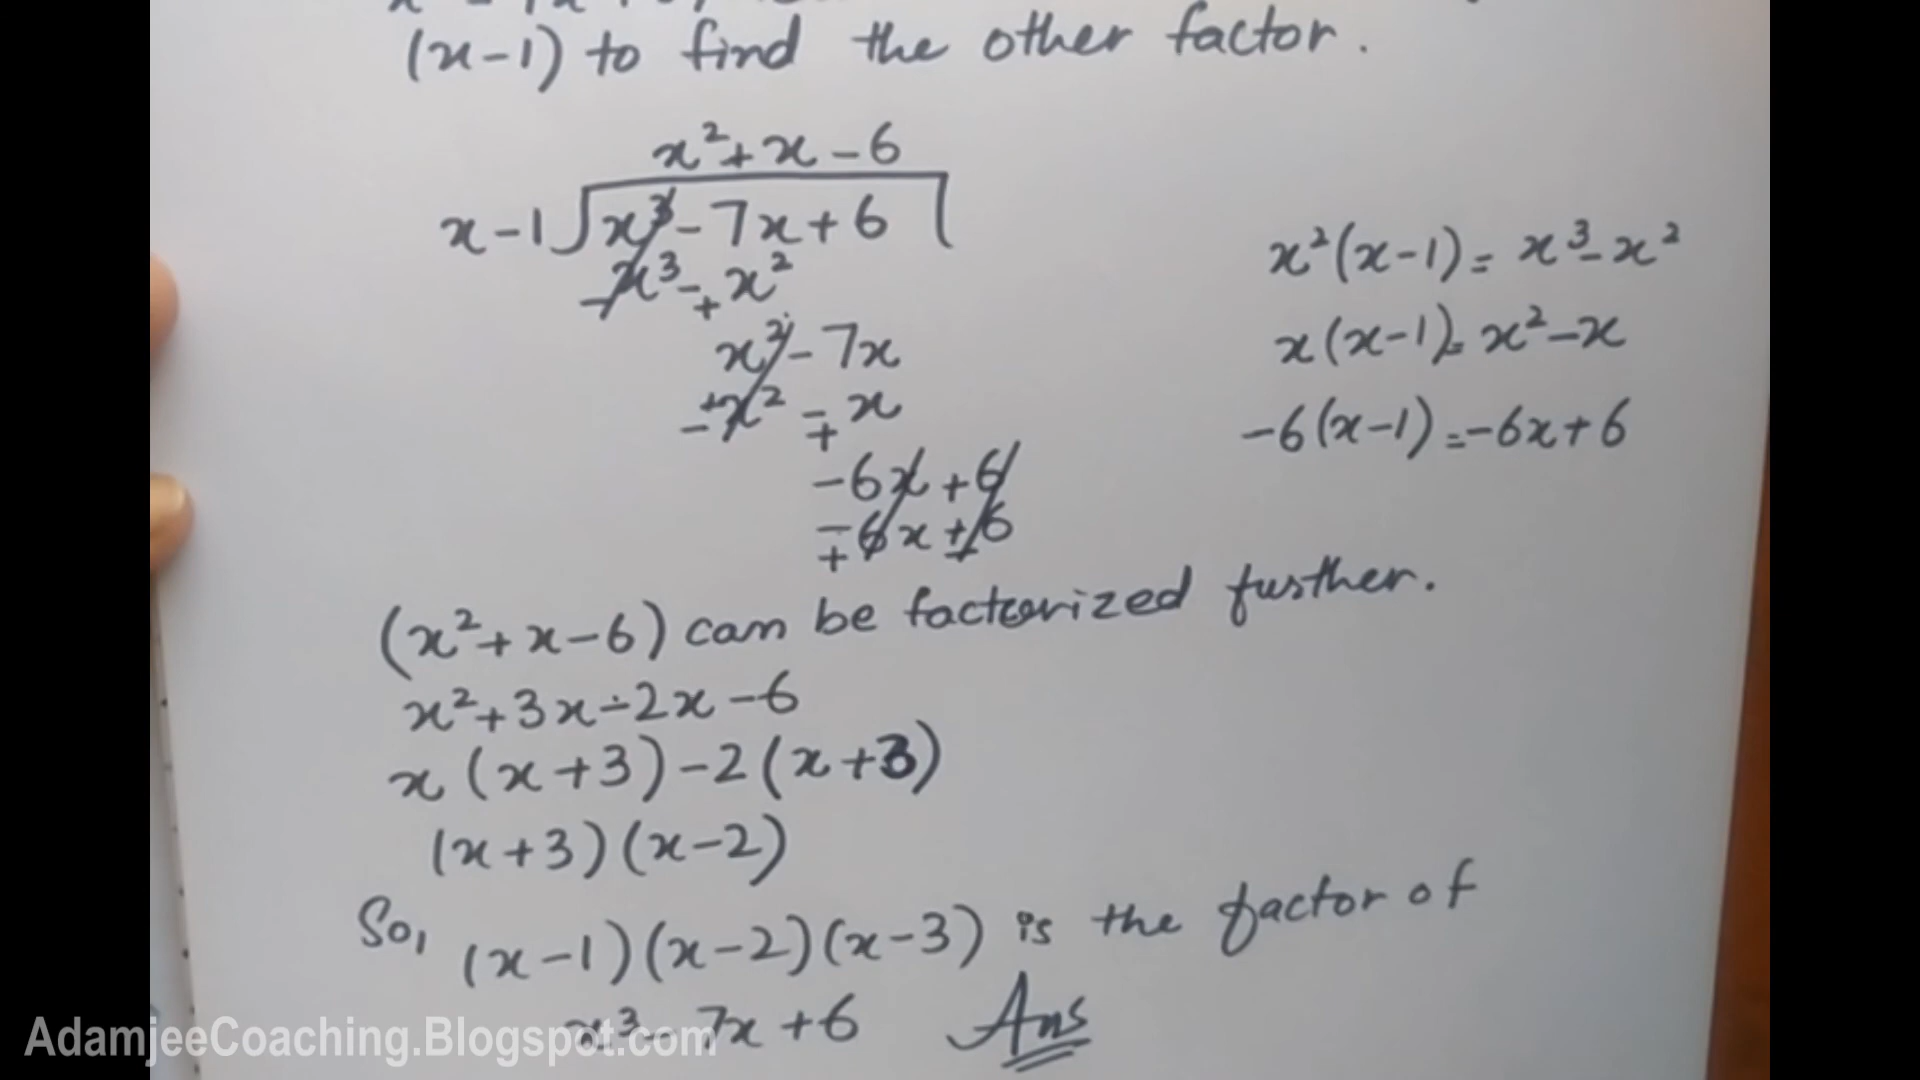 (x-1) to find the other factor.
x²+x-6
x-1 x³-7x+6
-x³-+x²
x²-7x
-+x²-+x
-6x+6
-+6x+-6
x²(x-1)=x³-x²
x(x-1)=x²-x
-6(x-1)=-6x+6
(x²+x-6) can be factorized further.
x²+3x-2x-6
x(x+3)-2(x+3)
(x+3)(x-2)
So, (x-1)(x-2)(x-3) is the factor of
x³-7x+6 Ans
AdamjeeCoaching.Blogspot.com